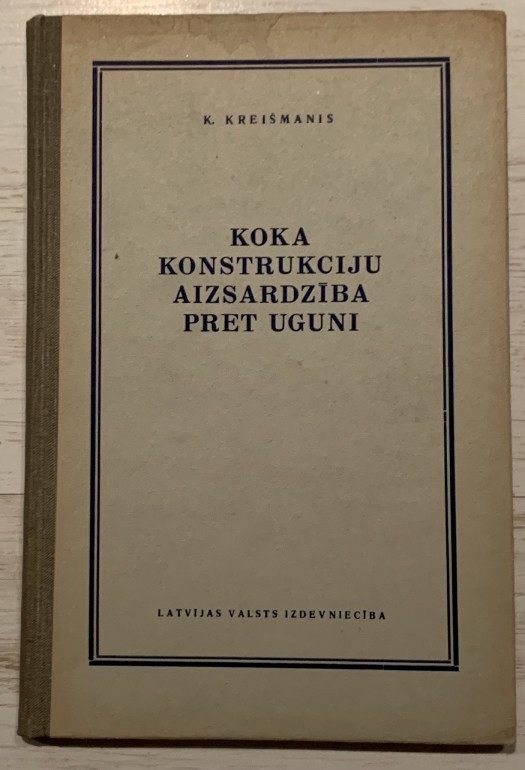 K. KREIŠMANIS
KOKA
KONSTRUKCIJU
AIZSARDZĪBA
PRET UGUNI
LATVIJAS VALSTS IZDEVNIECĪBA